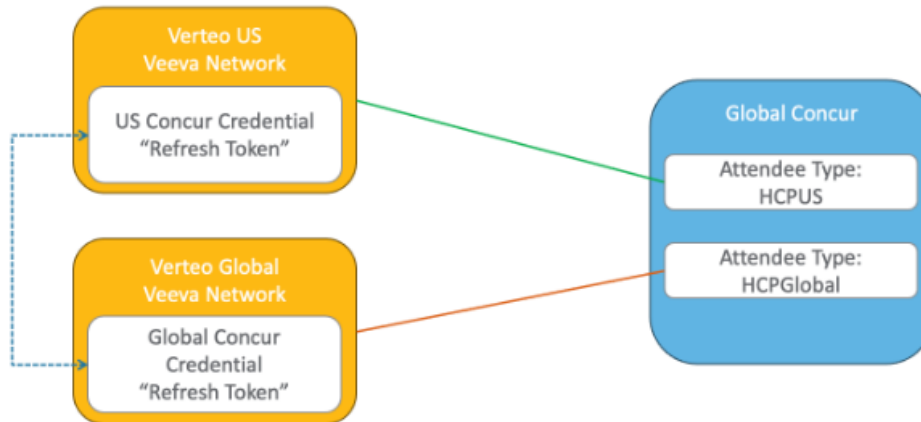 Verteo US
Veeva Network
US Concur Credential
“Refresh Token”
Verteo Global
Veeva Network
Global Concur
Credential
“Refresh Token”
Global Concur
Attendee Type:
HCPUS
Attendee Type:
HCPGlobal